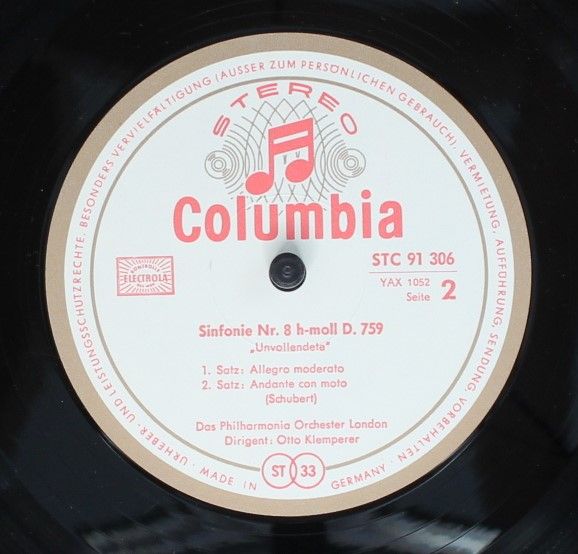 URHEBER- UND LEISTUNGSSCHUTZRECHTE, BESONDERS VERVIELFÄLTIGUNG (AUSSER ZUM PERSÖNLICHEN GEBRAUCH), VERMIETUNG, AUFFÜHRUNG, SENDUNG, VORBEHALTEN · MADE IN GERMANY ·
STEREO
Columbia
ELECTROLA
STC 91 306
YAX 1052
Seite 2
Sinfonie Nr. 8 h-moll D. 759
„Unvollendete"
1. Satz: Allegro moderato
2. Satz: Andante con moto
(Schubert)
Das Philharmonia Orchester London
Dirigent: Otto Klemperer
ST 33